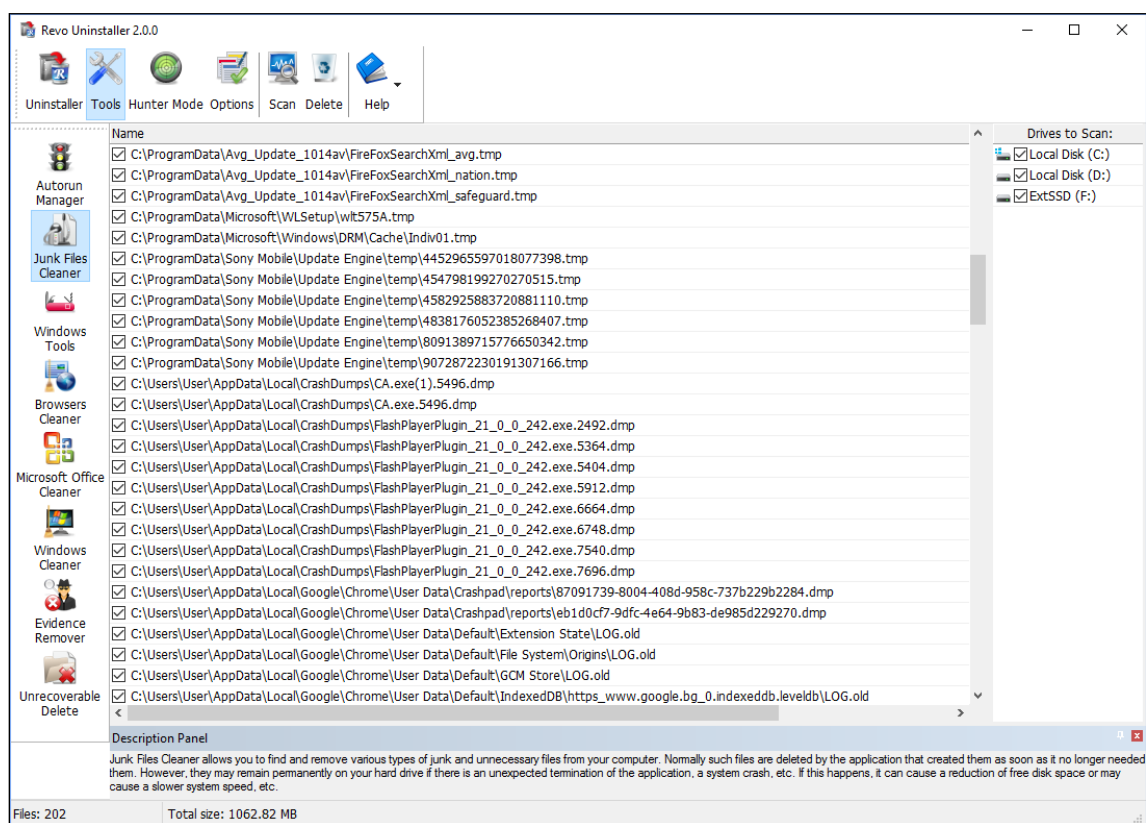 Revo Uninstaller 2.0.0
Uninstaller Tools Hunter Mode Options Scan Delete Help
Autorun
Manager
Junk Files
Cleaner
Windows
Tools
Browsers
Cleaner
Microsoft Office
Cleaner
Windows
Cleaner
Evidence
Remover
Unrecoverable
Delete
Name
C:\ProgramData\Avg_Update_1014av\FireFoxSearchXml_avg.tmp
C:\ProgramData\Avg_Update_1014av\FireFoxSearchXml_nation.tmp
C:\ProgramData\Avg_Update_1014av\FireFoxSearchXml_safeguard.tmp
C:\ProgramData\Microsoft\WLSetup\wlt575A.tmp
C:\ProgramData\Microsoft\Windows\DRM\Cache\Indiv01.tmp
C:\ProgramData\Sony Mobile\Update Engine\temp\4452965597018077398.tmp
C:\ProgramData\Sony Mobile\Update Engine\temp\454798199270270515.tmp
C:\ProgramData\Sony Mobile\Update Engine\temp\4582925883720881110.tmp
C:\ProgramData\Sony Mobile\Update Engine\temp\4838176052385268407.tmp
C:\ProgramData\Sony Mobile\Update Engine\temp\8091389715776650342.tmp
C:\ProgramData\Sony Mobile\Update Engine\temp\9072872230191307166.tmp
C:\Users\User\AppData\Local\CrashDumps\CA.exe(1).5496.dmp
C:\Users\User\AppData\Local\CrashDumps\CA.exe.5496.dmp
C:\Users\User\AppData\Local\CrashDumps\FlashPlayerPlugin_21_0_0_242.exe.2492.dmp
C:\Users\User\AppData\Local\CrashDumps\FlashPlayerPlugin_21_0_0_242.exe.5364.dmp
C:\Users\User\AppData\Local\CrashDumps\FlashPlayerPlugin_21_0_0_242.exe.5404.dmp
C:\Users\User\AppData\Local\CrashDumps\FlashPlayerPlugin_21_0_0_242.exe.5912.dmp
C:\Users\User\AppData\Local\CrashDumps\FlashPlayerPlugin_21_0_0_242.exe.6664.dmp
C:\Users\User\AppData\Local\CrashDumps\FlashPlayerPlugin_21_0_0_242.exe.6748.dmp
C:\Users\User\AppData\Local\CrashDumps\FlashPlayerPlugin_21_0_0_242.exe.7540.dmp
C:\Users\User\AppData\Local\CrashDumps\FlashPlayerPlugin_21_0_0_242.exe.7696.dmp
C:\Users\User\AppData\Local\Google\Chrome\User Data\Crashpad\reports\87091739-8004-408d-958c-737b229b2284.dmp
C:\Users\User\AppData\Local\Google\Chrome\User Data\Crashpad\reports\eb1d0cf7-9dfc-4e64-9b83-de985d229270.dmp
C:\Users\User\AppData\Local\Google\Chrome\User Data\Default\Extension State\LOG.old
C:\Users\User\AppData\Local\Google\Chrome\User Data\Default\File System\Origins\LOG.old
C:\Users\User\AppData\Local\Google\Chrome\User Data\Default\GCM Store\LOG.old
C:\Users\User\AppData\Local\Google\Chrome\User Data\Default\IndexedDB\https_www.google.bg_0.indexeddb.leveldb\LOG.old
Drives to Scan:
Local Disk (C:)
Local Disk (D:)
ExtSSD (F:)
Description Panel
Junk Files Cleaner allows you to find and remove various types of junk and unnecessary files from your computer. Normally such files are deleted by the application that created them as soon as it no longer needed
them. However, they may remain permanently on your hard drive if there is an unexpected termination of the application, a system crash, etc. If this happens, it can cause a reduction of free disk space or may
cause a slower system speed, etc.
Files: 202
Total size: 1062.82 MB